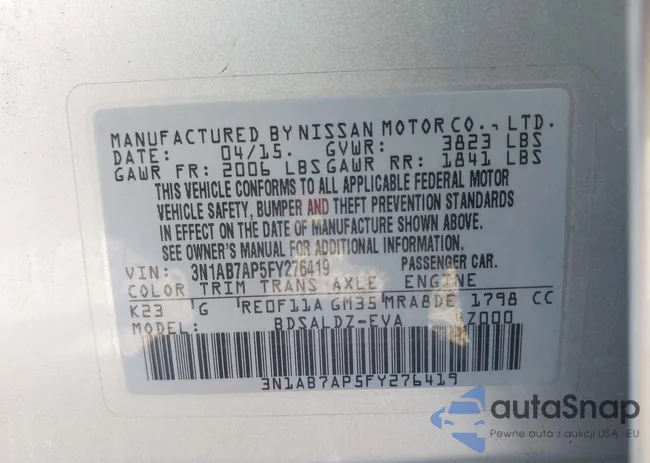 MANUFACTURED BY NISSAN MOTOR CO., LTD.
DATE: 04/15. GVWR: 3823 LBS
GAWR FR: 2006 LBS GAWR RR: 1841 LBS
THIS VEHICLE CONFORMS TO ALL APPLICABLE FEDERAL MOTOR
VEHICLE SAFETY, BUMPER AND THEFT PREVENTION STANDARDS
IN EFFECT ON THE DATE OF MANUFACTURE SHOWN ABOVE.
SEE OWNER'S MANUAL FOR ADDITIONAL INFORMATION
VIN: 3N1AB7AP5FY276419 PASSENGER CAR.
COLOR TRIM TRANS AXLE ENGINE
K23 G RE0F11A GM35 MRA8DE 1798 CC
MODEL: BDSALDZ-EVA Z000
3N1AB7AP5FY276419
autaSnap
Pewne auta z aukcji USA - EU